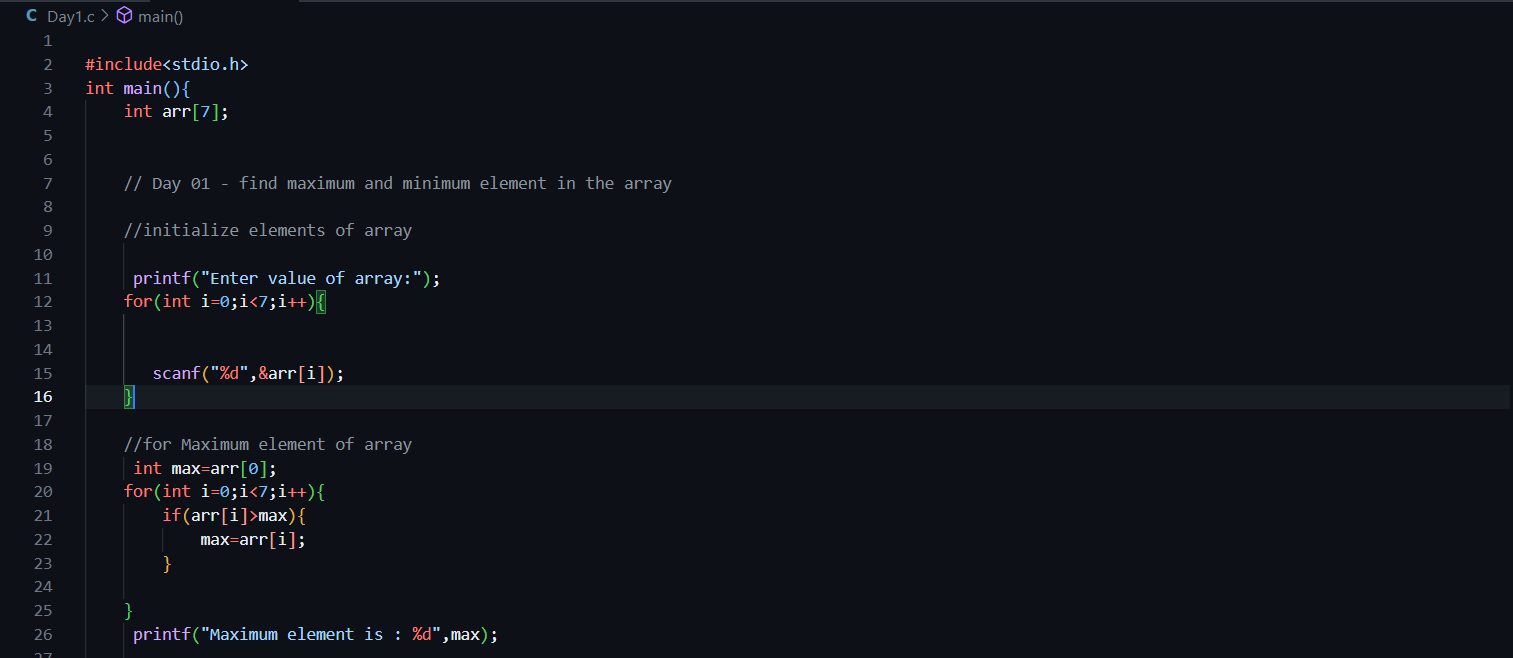 C Day1.c > main()
1
2 #include<stdio.h>
3 int main(){
4     int arr[7];
5
6
7     // Day 01 - find maximum and minimum element in the array
8
9     //initialize elements of array
10
11      printf("Enter value of array:");
12     for(int i=0;i<7;i++){
13
14
15        scanf("%d",&arr[i]);
16     }
17
18     //for Maximum element of array
19      int max=arr[0];
20     for(int i=0;i<7;i++){
21         if(arr[i]>max){
22             max=arr[i];
23         }
24
25     }
26      printf("Maximum element is : %d",max);
27